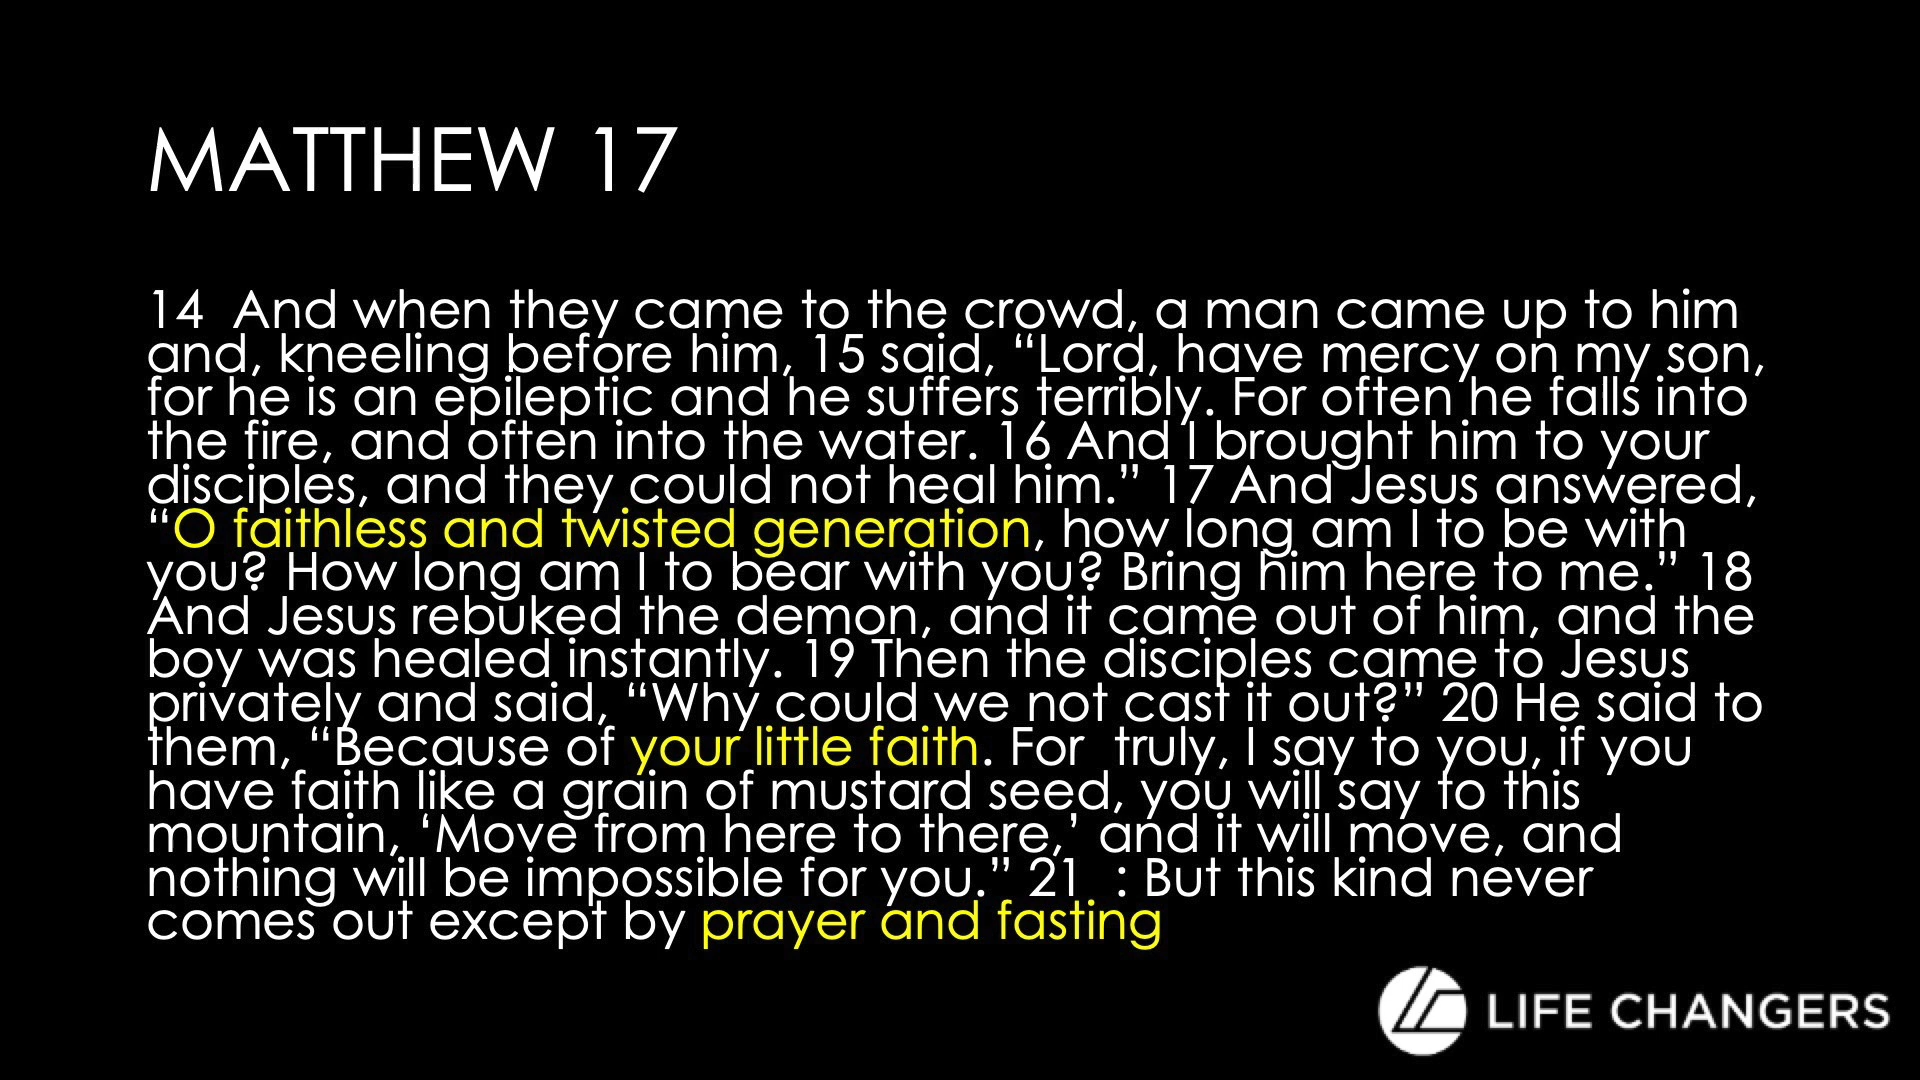 MATTHEW 17
14  And when they came to the crowd, a man came up to him
and, kneeling before him, 15 said, “Lord, have mercy on my son,
for he is an epileptic and he suffers terribly. For often he falls into
the fire, and often into the water. 16 And I brought him to your
disciples, and they could not heal him.” 17 And Jesus answered,
“O faithless and twisted generation, how long am I to be with
you? How long am I to bear with you? Bring him here to me.” 18
And Jesus rebuked the demon, and it came out of him, and the
boy was healed instantly. 19 Then the disciples came to Jesus
privately and said, “Why could we not cast it out?” 20 He said to
them, “Because of your little faith. For  truly, I say to you, if you
have faith like a grain of mustard seed, you will say to this
mountain, ‘Move from here to there,’ and it will move, and
nothing will be impossible for you.” 21  : But this kind never
comes out except by prayer and fasting
LIFE CHANGERS